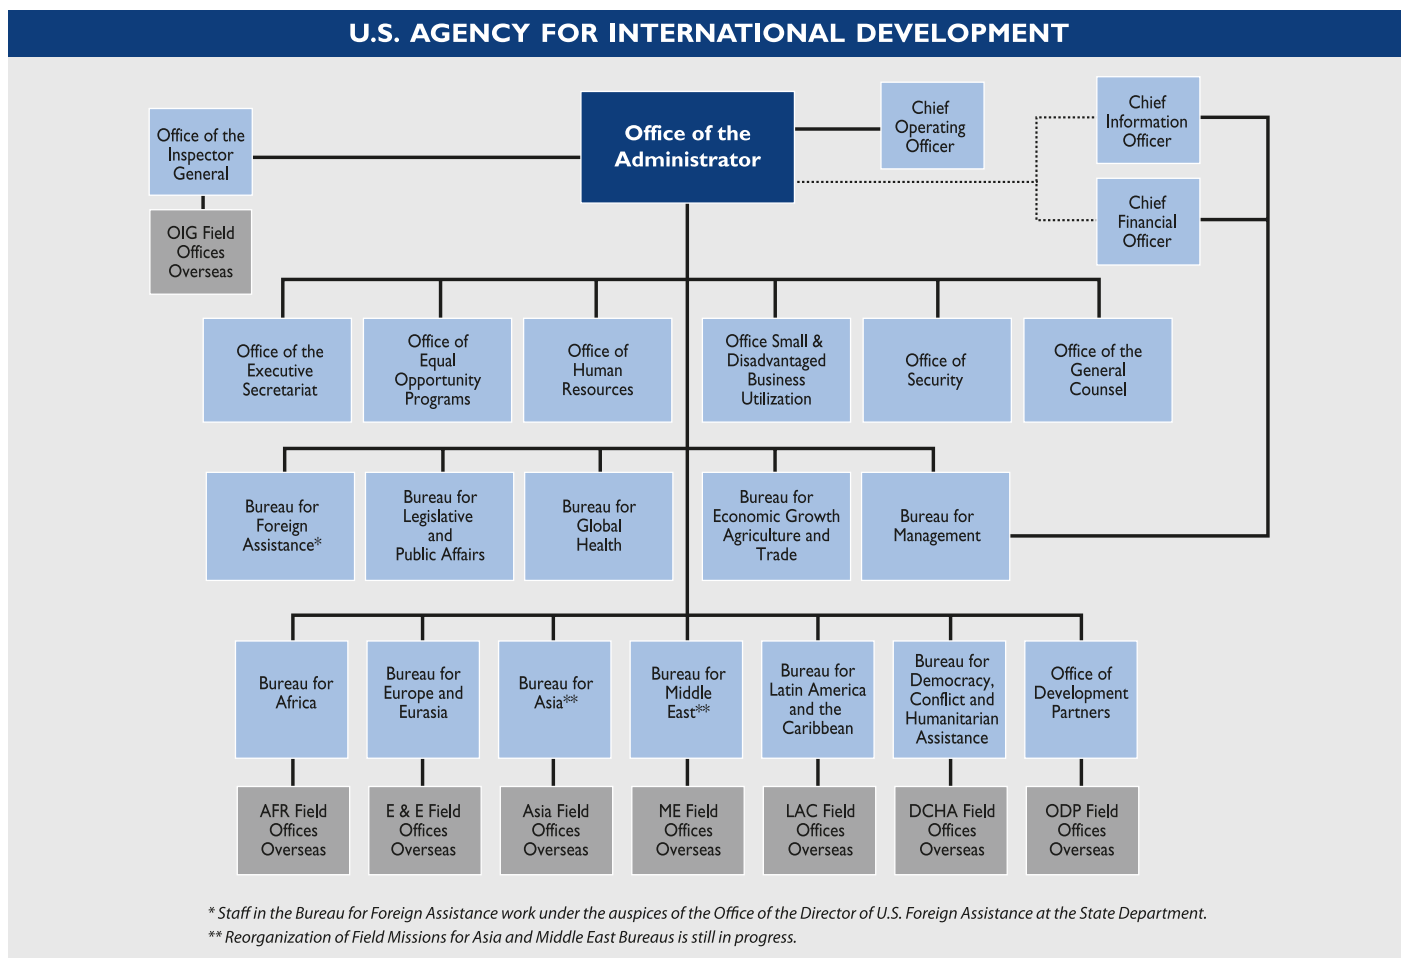 U.S. AGENCY FOR INTERNATIONAL DEVELOPMENT
Office of the
Inspector
General
OIG Field
Offices
Overseas
Office of the
Administrator
Chief
Operating
Officer
Chief
Information
Officer
Chief
Financial
Officer
Office of the
Executive
Secretariat
Office of
Equal
Opportunity
Programs
Office of
Human
Resources
Office Small &
Disadvantaged
Business
Utilization
Office of
Security
Office of the
General
Counsel
Bureau for
Foreign
Assistance*
Bureau for
Legislative
and
Public Affairs
Bureau for
Global
Health
Bureau for
Economic Growth
Agriculture and
Trade
Bureau for
Management
Bureau for
Africa
Bureau for
Europe and
Eurasia
Bureau for
Asia**
Bureau for
Middle
East**
Bureau for
Latin America
and the
Caribbean
Bureau for
Democracy,
Conflict and
Humanitarian
Assistance
Office of
Development
Partners
AFR Field
Offices
Overseas
E & E Field
Offices
Overseas
Asia Field
Offices
Overseas
ME Field
Offices
Overseas
LAC Field
Offices
Overseas
DCHA Field
Offices
Overseas
ODP Field
Offices
Overseas
* Staff in the Bureau for Foreign Assistance work under the auspices of the Office of the Director of U.S. Foreign Assistance at the State Department.
** Reorganization of Field Missions for Asia and Middle East Bureaus is still in progress.